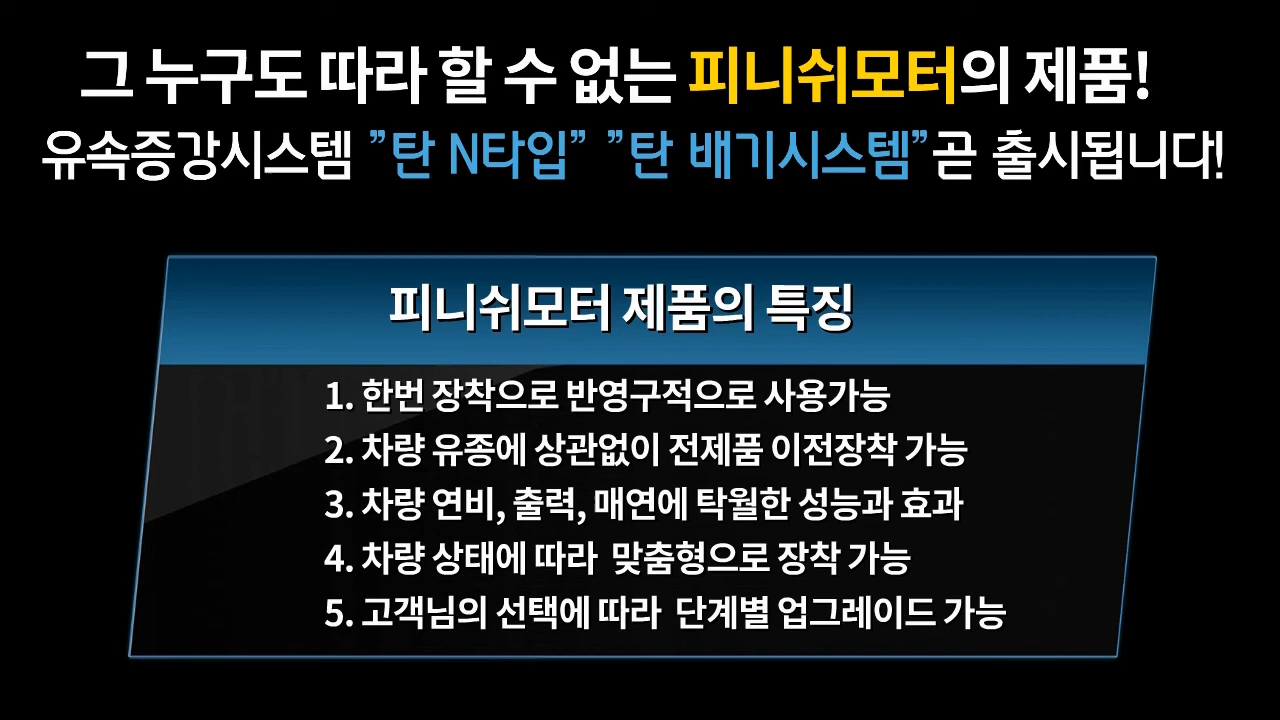 그 누구도 따라 할 수 없는 피니쉬모터의 제품!
유속증강시스템 ”탄 N타입” ”탄 배기시스템”곧 출시됩니다!
피니쉬모터 제품의 특징
1. 한번 장착으로 반영구적으로 사용가능
2. 차량 유종에 상관없이 전제품 이전장착 가능
3. 차량 연비, 출력, 매연에 탁월한 성능과 효과
4. 차량 상태에 따라 맞춤형으로 장착 가능
5. 고객님의 선택에 따라 단계별 업그레이드 가능